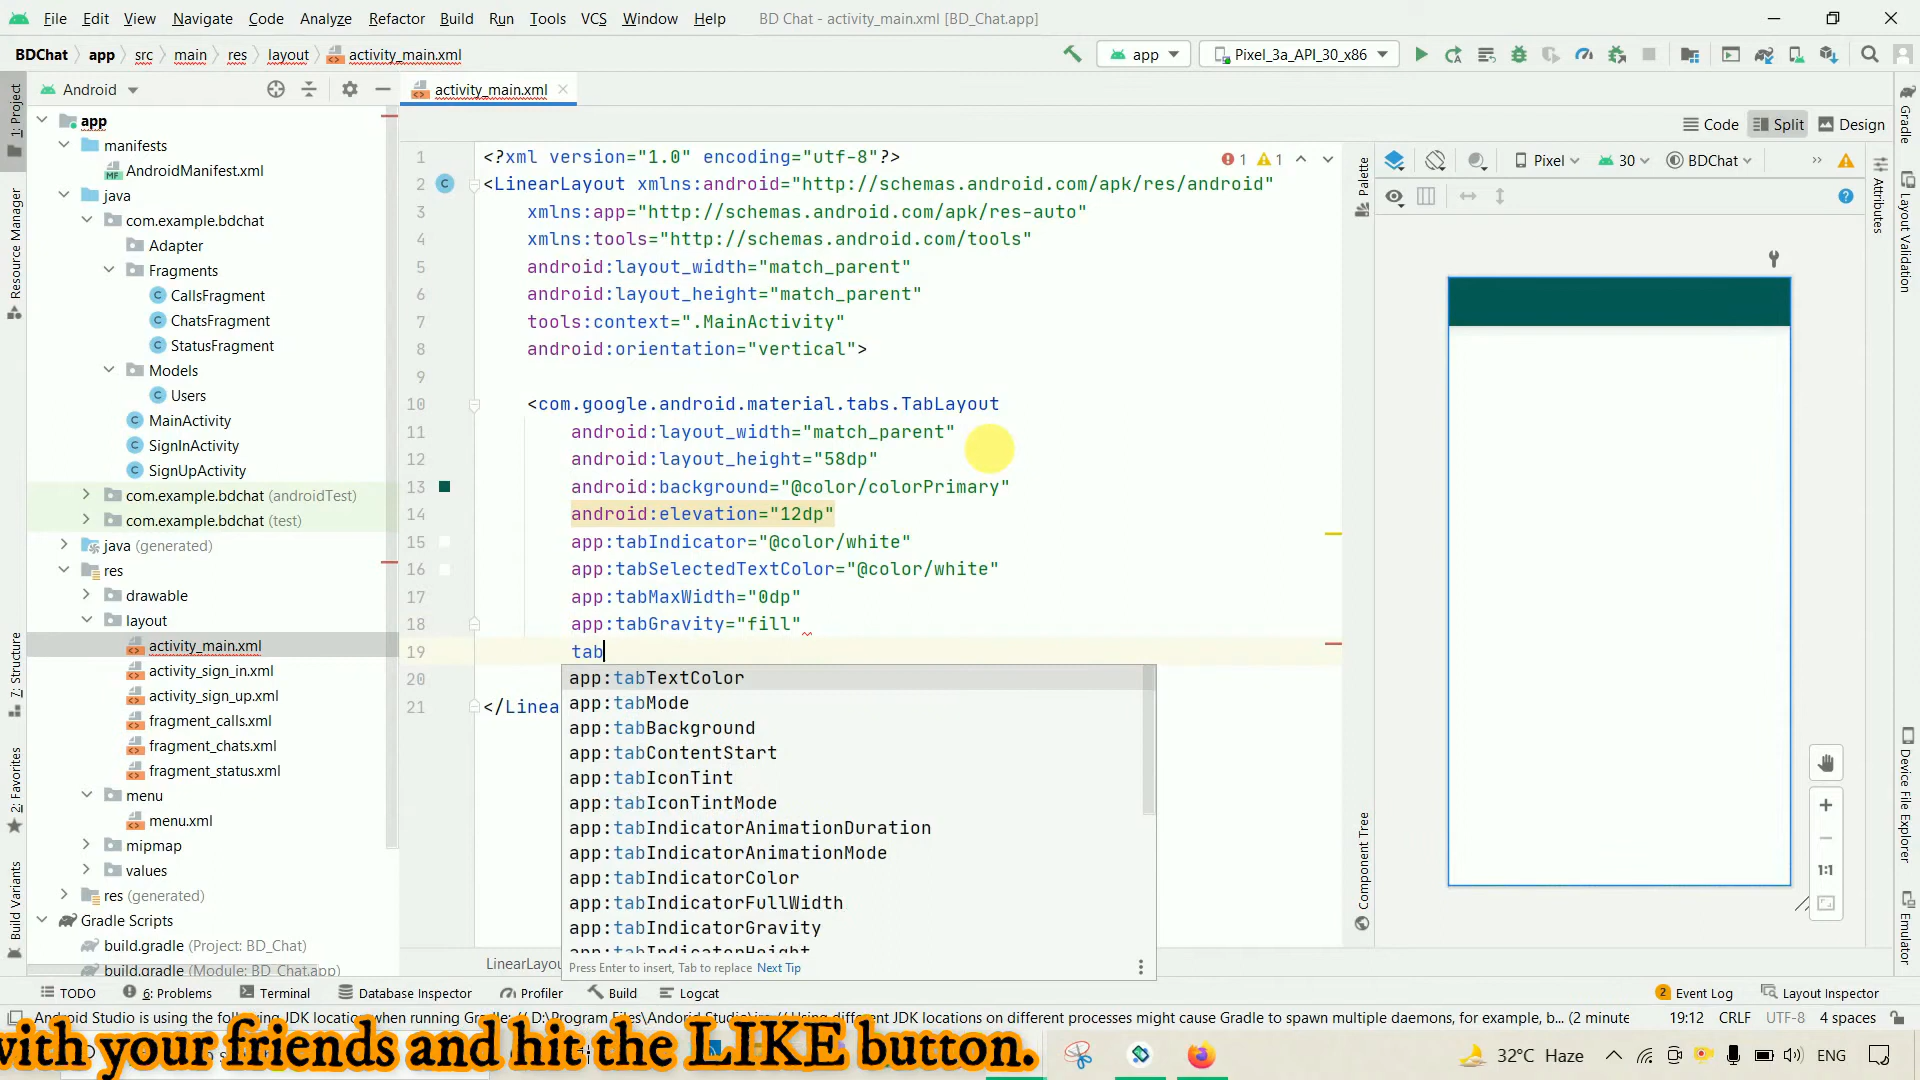 File Edit View Navigate Code Analyze Refactor Build Run Tools VCS Window Help BD Chat - activity_main.xml [BD_Chat.app]
BDChat app src main res layout activity_main.xml app Pixel_3a_API_30_x86
Android activity_main.xml
Code Split Design
Pixel 30 BDChat
1: Project
Resource Manager
7: Structure
2: Favorites
Build Variants
app
manifests
AndroidManifest.xml
java
com.example.bdchat
Adapter
Fragments
CallsFragment
ChatsFragment
StatusFragment
Models
Users
MainActivity
SignInActivity
SignUpActivity
com.example.bdchat (androidTest)
com.example.bdchat (test)
java (generated)
res
drawable
layout
activity_main.xml
activity_sign_in.xml
activity_sign_up.xml
fragment_calls.xml
fragment_chats.xml
fragment_status.xml
menu
menu.xml
mipmap
values
res (generated)
Gradle Scripts
build.gradle (Project: BD_Chat)
build.gradle (Module: BD_Chat.app)
1 <?xml version="1.0" encoding="utf-8"?> 1 1
2 <LinearLayout xmlns:android="http://schemas.android.com/apk/res/android"
3 xmlns:app="http://schemas.android.com/apk/res-auto"
4 xmlns:tools="http://schemas.android.com/tools"
5 android:layout_width="match_parent"
6 android:layout_height="match_parent"
7 tools:context=".MainActivity"
8 android:orientation="vertical">
9
10 <com.google.android.material.tabs.TabLayout
11 android:layout_width="match_parent"
12 android:layout_height="58dp"
13 android:background="@color/colorPrimary"
14 android:elevation="12dp"
15 app:tabIndicator="@color/white"
16 app:tabSelectedTextColor="@color/white"
17 app:tabMaxWidth="0dp"
18 app:tabGravity="fill"
19 tab
20
21 </Linea
app:tabTextColor
app:tabMode
app:tabBackground
app:tabContentStart
app:tabIconTint
app:tabIconTintMode
app:tabIndicatorAnimationDuration
app:tabIndicatorAnimationMode
app:tabIndicatorColor
app:tabIndicatorFullWidth
app:tabIndicatorGravity
app:tabIndicatorHeight
Press Enter to insert, Tab to replace Next Tip
LinearLayou
Palette
Component Tree
1:1
Attributes
Gradle
Layout Validation
Device File Explorer
Emulator
TODO 6: Problems Terminal Database Inspector Profiler Build Logcat 2 Event Log Layout Inspector
19:12 CRLF UTF-8 4 spaces
with your friends and hit the LIKE button.
32°C Haze ENG